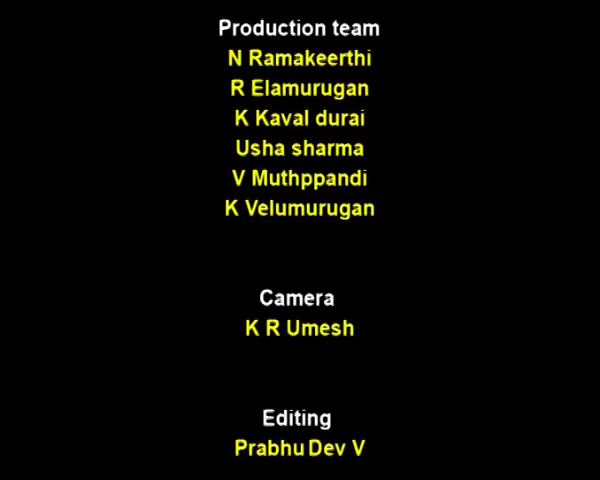 Production team
N Ramakeerthi
R Elamurugan
K Kaval durai
Usha sharma
V Muthppandi
K Velumurugan
Camera
K R Umesh
Editing
Prabhu Dev V